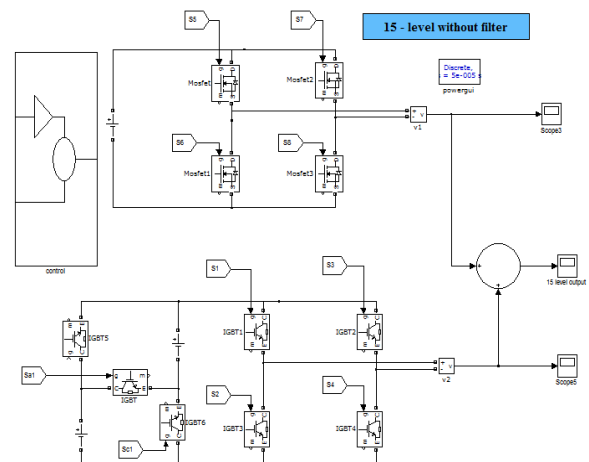 15 - level without filter
S5
S7
Discrete,
s = 5e-005 s
powergui
Mosfet
Mosfet2
v1
Scope3
S6
S8
Mosfet1
Mosfet3
control
15 level output
S1
S3
IGBT5
IGBT1
IGBT2
v2
Scope5
Sa1
IGBT
S2
S4
IGBT6
IGBT3
IGBT4
Sc1